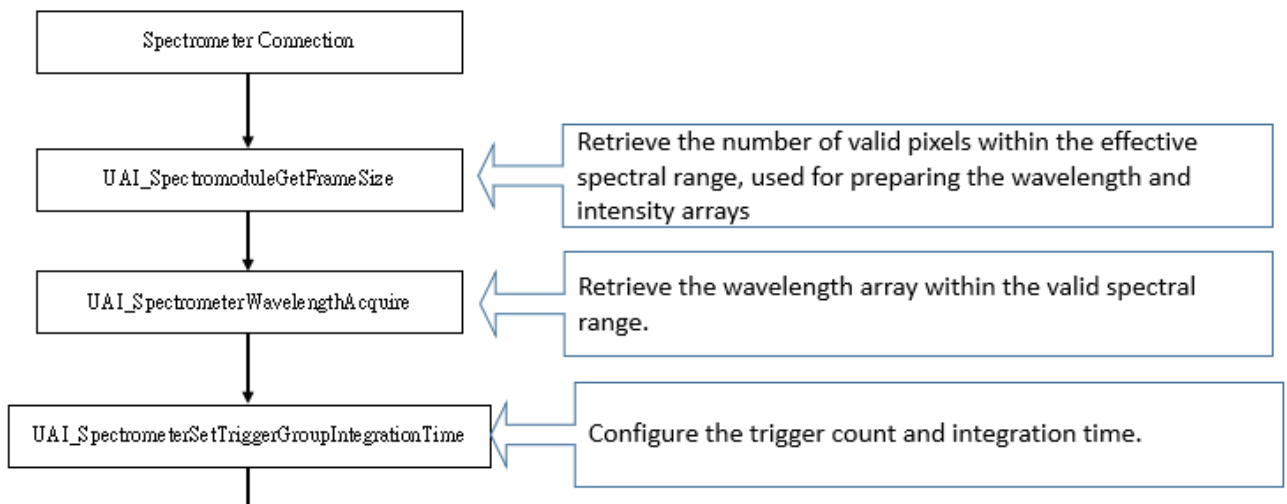 Spectrometer Connection
UAI_SpectromoduleGetFrameSize
Retrieve the number of valid pixels within the effective
spectral range, used for preparing the wavelength and
intensity arrays
UAI_SpectrometerWavelengthAcquire
Retrieve the wavelength array within the valid spectral
range.
UAI_SpectrometerSetTriggerGroupIntegrationTime
Configure the trigger count and integration time.